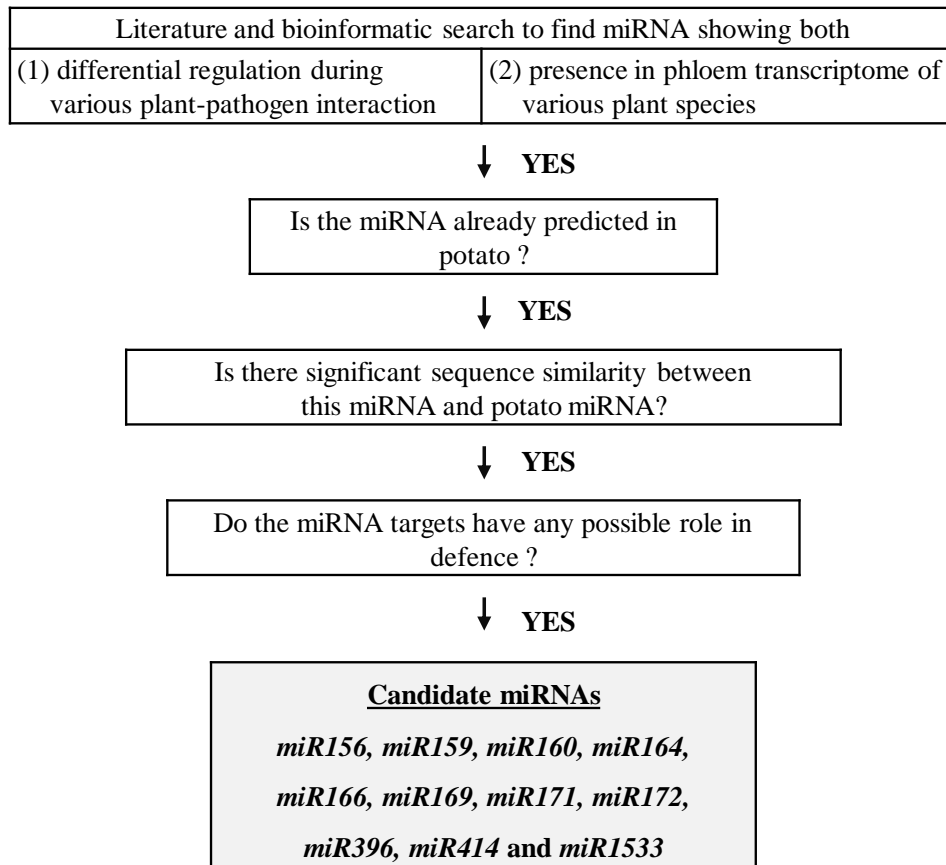 Literature and bioinformatic search to find miRNA showing both
(1) differential regulation during
various plant-pathogen interaction
(2) presence in phloem transcriptome of
various plant species
YES
Is the miRNA already predicted in
potato ?
YES
Is there significant sequence similarity between
this miRNA and potato miRNA?
YES
Do the miRNA targets have any possible role in
defence ?
YES
Candidate miRNAs
miR156, miR159, miR160, miR164,
miR166, miR169, miR171, miR172,
miR396, miR414 and miR1533